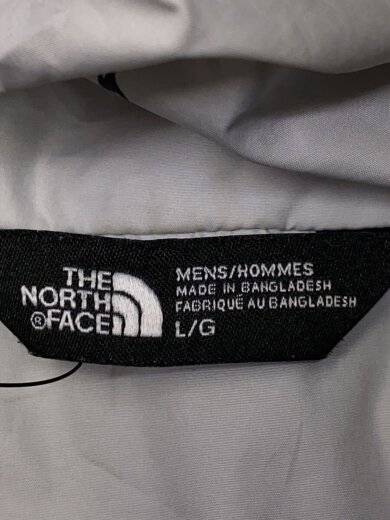 THE
NORTH
®FACE
MENS/HOMMES
MADE IN BANGLADESH
FABRIQUÉ AU BANGLADESH
L/G